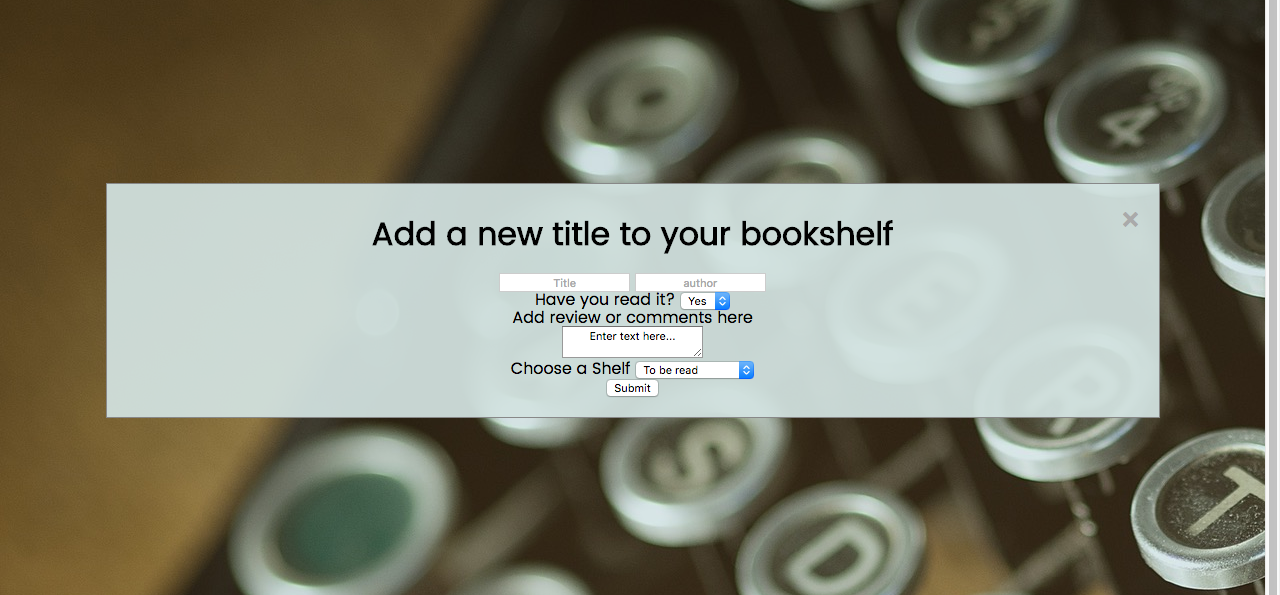 Add a new title to your bookshelf
×
Title author
Have you read it? Yes
Add review or comments here
Enter text here...
Choose a Shelf To be read
Submit
4
E
R
S
D
T